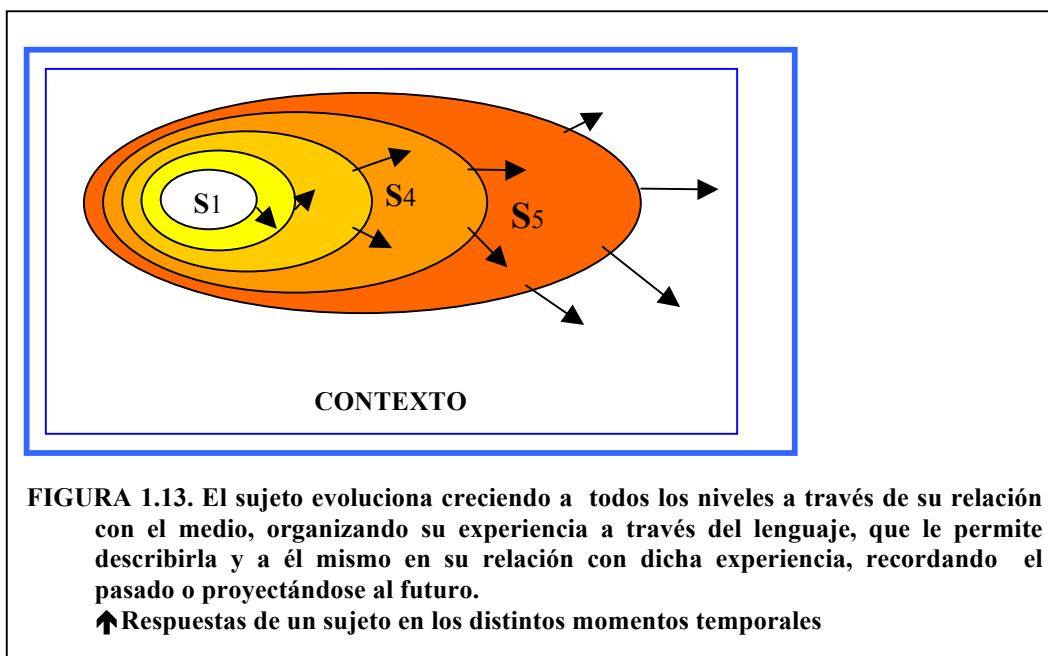 S1
S4
S5
CONTEXTO
FIGURA 1.13. El sujeto evoluciona creciendo a todos los niveles a través de su relación
con el medio, organizando su experiencia a través del lenguaje, que le permite
describirla y a él mismo en su relación con dicha experiencia, recordando el
pasado o proyectándose al futuro.
🡹Respuestas de un sujeto en los distintos momentos temporales